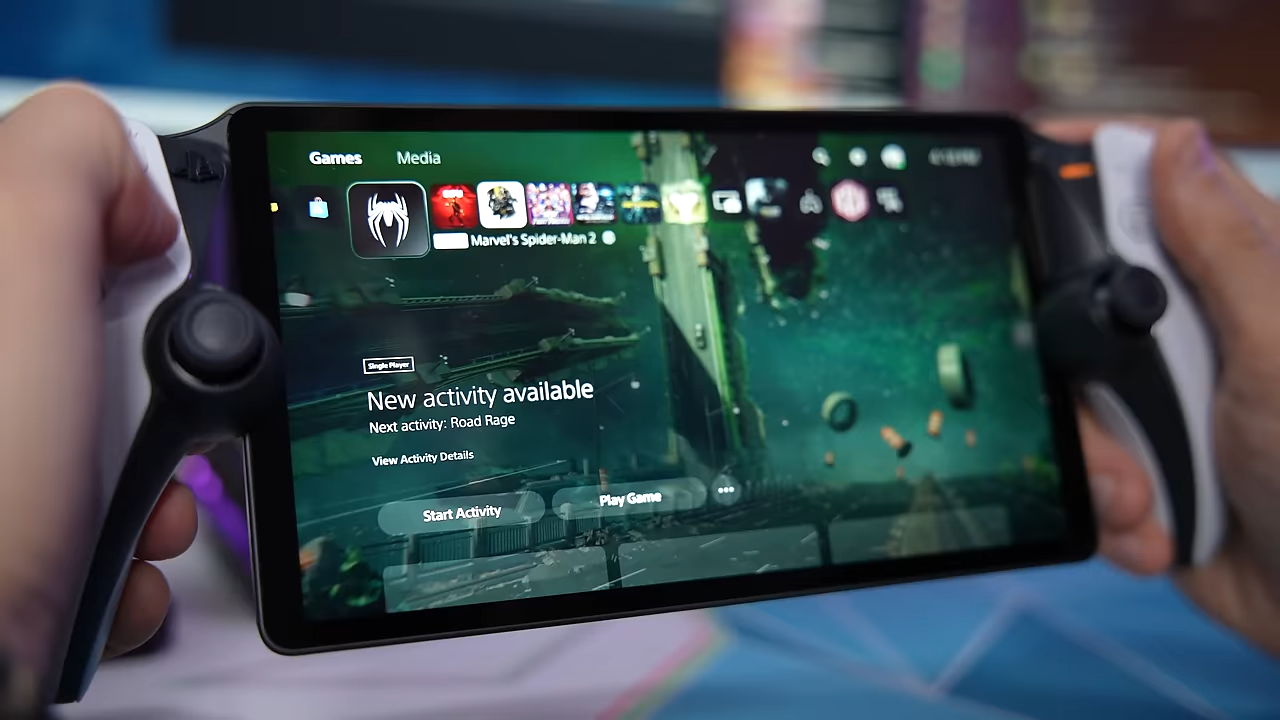 Games
Media
Marvel's Spider-Man 2
Single Player
New activity available
Next activity: Road Rage
View Activity Details
Start Activity
Play Game